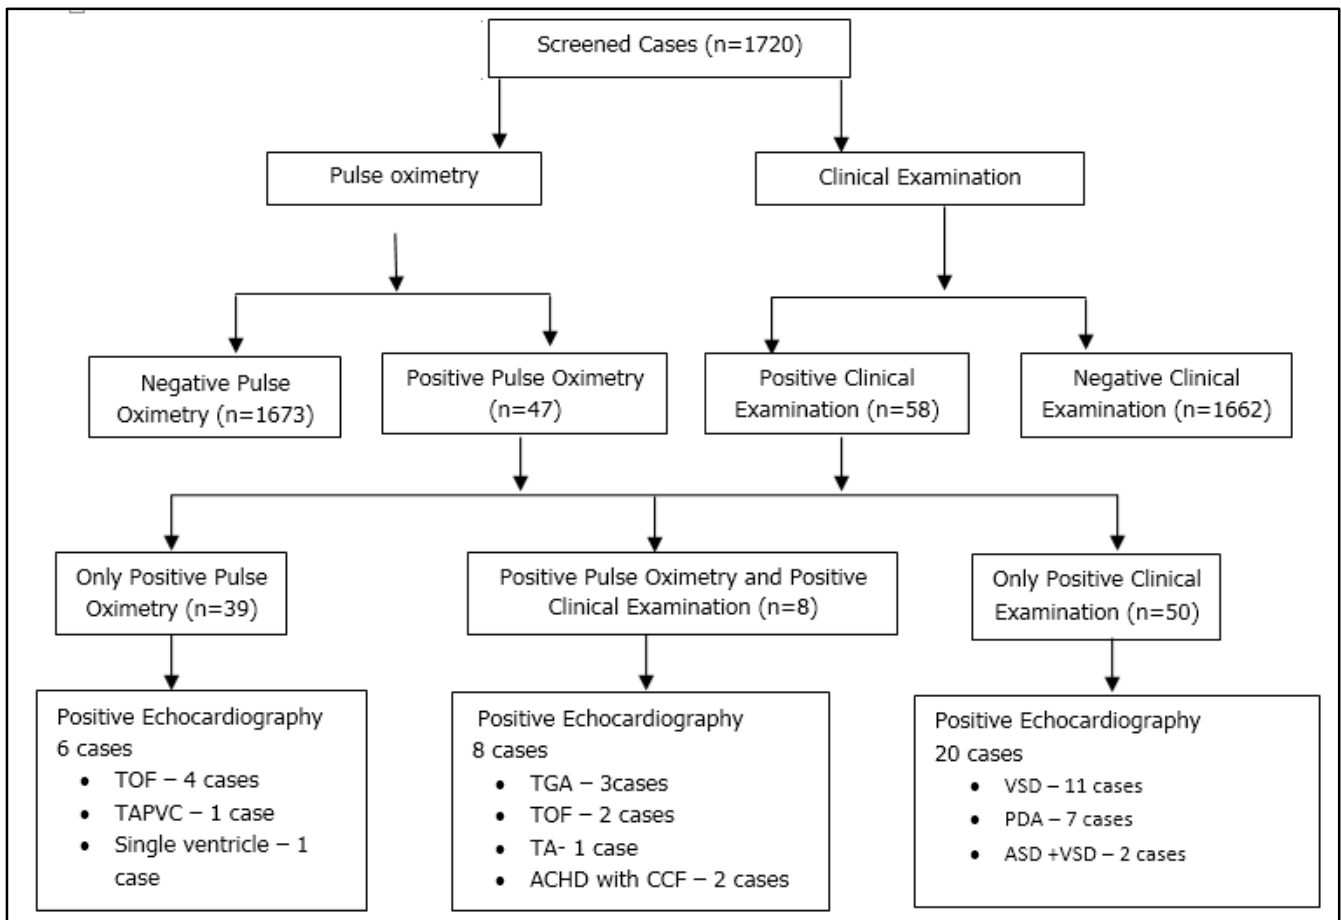 Screened Cases (n=1720)
Pulse oximetry
Clinical Examination
Negative Pulse
Oximetry (n=1673)
Positive Pulse Oximetry
(n=47)
Positive Clinical
Examination (n=58)
Negative Clinical
Examination (n=1662)
Only Positive Pulse
Oximetry (n=39)
Positive Pulse Oximetry and Positive
Clinical Examination (n=8)
Only Positive Clinical
Examination (n=50)
Positive Echocardiography
6 cases
• TOF – 4 cases
• TAPVC – 1 case
• Single ventricle – 1
case
Positive Echocardiography
8 cases
• TGA – 3cases
• TOF – 2 cases
• TA- 1 case
• ACHD with CCF – 2 cases
Positive Echocardiography
20 cases
• VSD – 11 cases
• PDA – 7 cases
• ASD +VSD – 2 cases